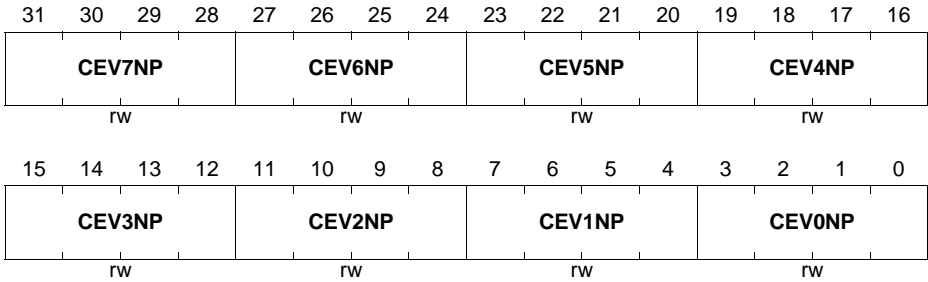 31 30 29 28 27 26 25 24 23 22 21 20 19 18 17 16
CEV7NP CEV6NP CEV5NP CEV4NP
rw rw rw rw
15 14 13 12 11 10 9 8 7 6 5 4 3 2 1 0
CEV3NP CEV2NP CEV1NP CEV0NP
rw rw rw rw